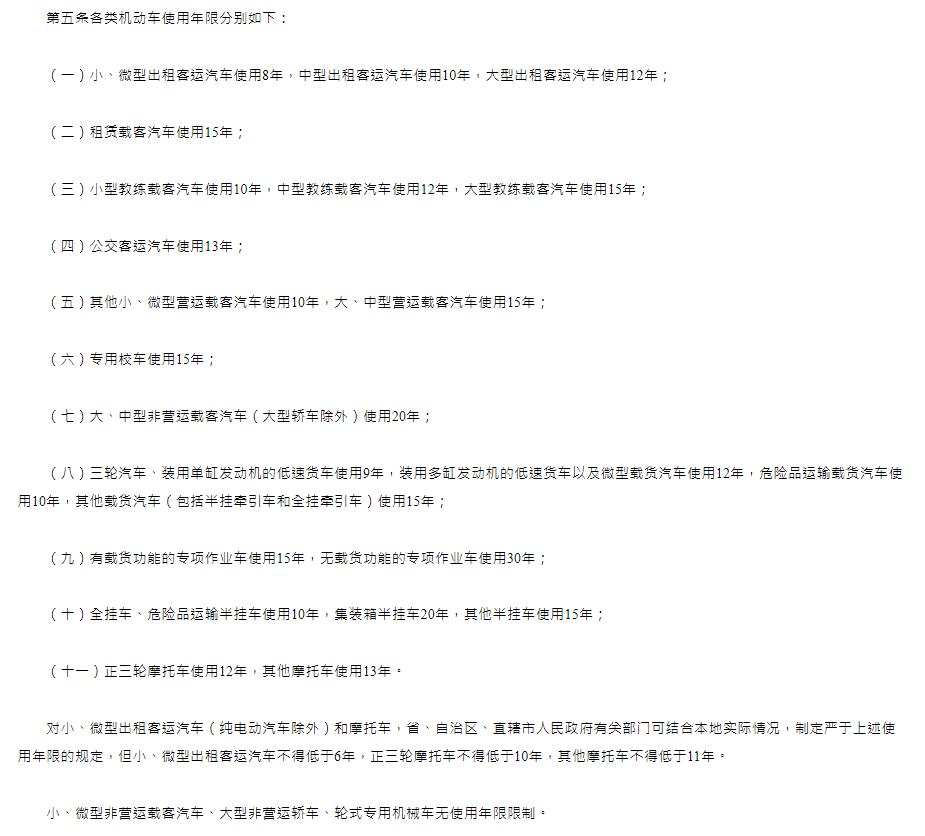 第五条各类机动车使用年限分别如下：
（一）小、微型出租客运汽车使用8年，中型出租客运汽车使用10年，大型出租客运汽车使用12年；
（二）租赁载客汽车使用15年；
（三）小型教练载客汽车使用10年，中型教练载客汽车使用12年，大型教练载客汽车使用15年；
（四）公交客运汽车使用13年；
（五）其他小、微型营运载客汽车使用10年，大、中型营运载客汽车使用15年；
（六）专用校车使用15年；
（七）大、中型非营运载客汽车（大型轿车除外）使用20年；
（八）三轮汽车、装用单缸发动机的低速货车使用9年，装用多缸发动机的低速货车以及微型载货汽车使用12年，危险品运输载货汽车使
用10年，其他载货汽车（包括半挂牵引车和全挂牵引车）使用15年；
（九）有载货功能的专项作业车使用15年，无载货功能的专项作业车使用30年；
（十）全挂车、危险品运输半挂车使用10年，集装箱半挂车20年，其他半挂车使用15年；
（十一）正三轮摩托车使用12年，其他摩托车使用13年。
对小、微型出租客运汽车（纯电动汽车除外）和摩托车，省、自治区、直辖市人民政府有关部门可结合本地实际情况，制定严于上述使
用年限的规定，但小、微型出租客运汽车不得低于6年，正三轮摩托车不得低于10年，其他摩托车不得低于11年。
小、微型非营运载客汽车、大型非营运轿车、轮式专用机械车无使用年限限制。